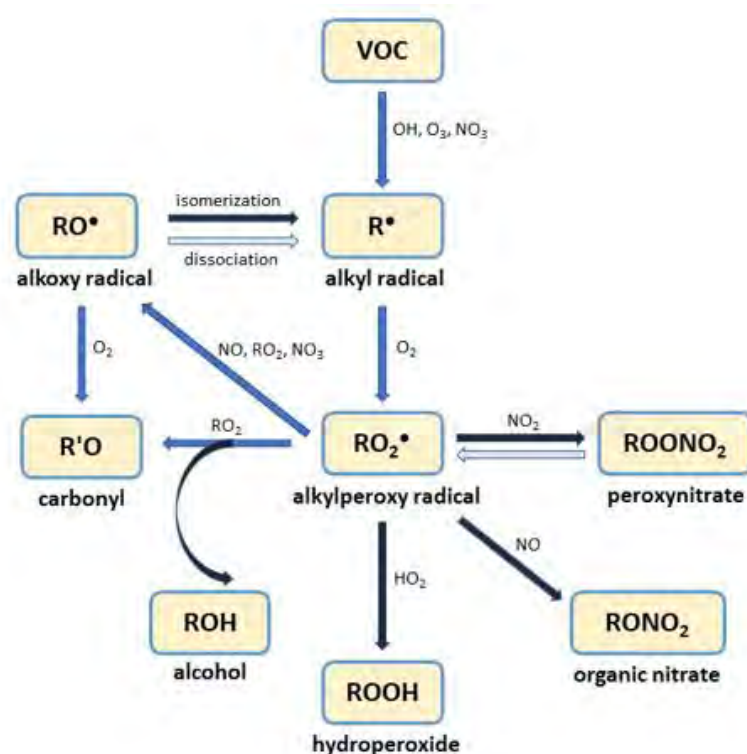 VOC
OH, O₃, NO₃
isomerization
RO• R•
dissociation
alkoxy radical alkyl radical
O₂ NO, RO₂, NO₃ O₂
RO₂ NO₂
R'O RO₂• ROONO₂
carbonyl alkylperoxy radical peroxynitrate
NO
HO₂
ROH RONO₂
alcohol organic nitrate
ROOH
hydroperoxide